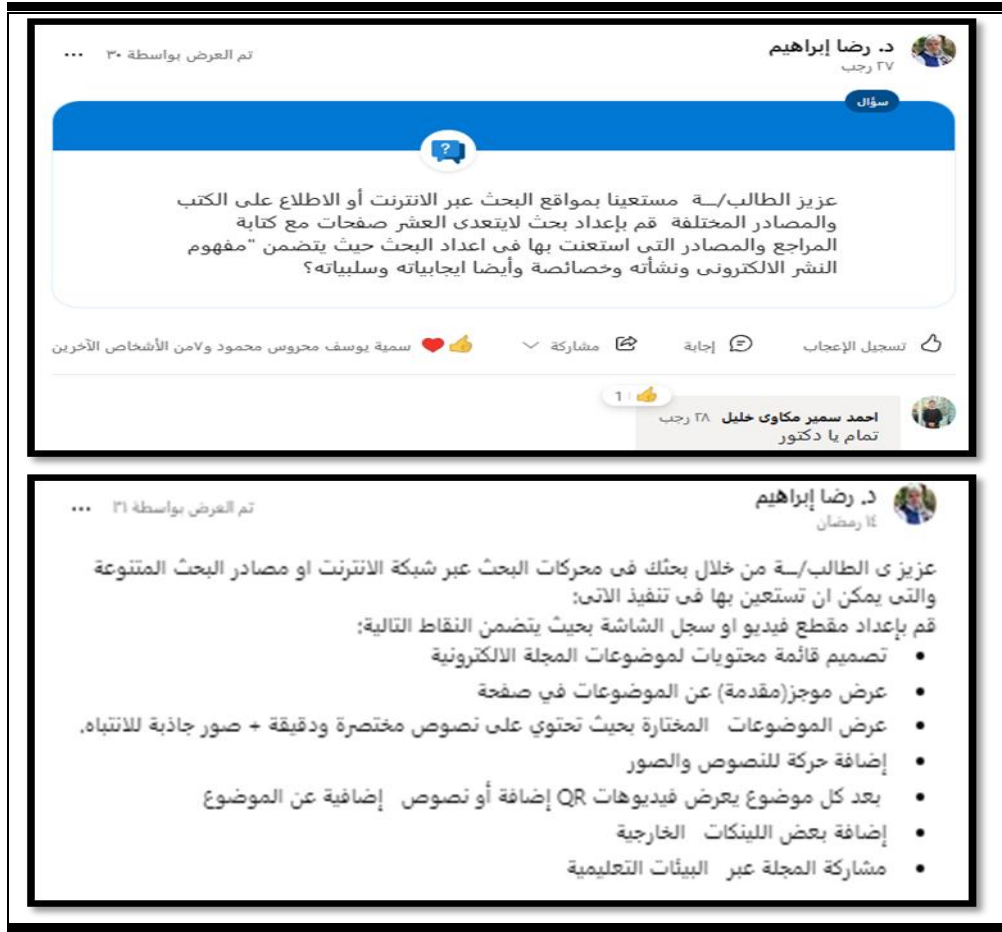 د. رضا إبراهيم
٢٧ رجب
تم العرض بواسطة ٣٠
سؤال
عزيز الطالب/ــة مستعينا بمواقع البحث عبر الانترنت أو الاطلاع على الكتب
والمصادر المختلفة قم بإعداد بحث لايتعدى العشر صفحات مع كتابة
المراجع والمصادر التى استعنت بها فى اعداد البحث حيث يتضمن "مفهوم
النشر الالكترونى ونشأته وخصائصة وأيضا ايجابياته وسلبياته؟
تسجيل الإعجاب إجابة مشاركة سمية يوسف محروس محمود و٧من الأشخاص الآخرين
1
احمد سمير مكاوى خليل ٢٨ رجب
تمام يا دكتور
د. رضا إبراهيم
١٤ رمضان
تم العرض بواسطة ٣١
عزيز ى الطالب/ــة من خلال بحثك فى محركات البحث عبر شبكة الانترنت او مصادر البحث المتنوعة
والتى يمكن ان تستعين بها فى تنفيذ الاتى:
قم بإعداد مقطع فيديو او سجل الشاشة بحيث يتضمن النقاط التالية:
• تصميم قائمة محتويات لموضوعات المجلة الالكترونية
• عرض موجز(مقدمة) عن الموضوعات في صفحة
• عرض الموضوعات المختارة بحيث تحتوي على نصوص مختصرة ودقيقة + صور جاذبة للانتباه.
• إضافة حركة للنصوص والصور
• بعد كل موضوع يعرض فيديوهات QR إضافة أو نصوص إضافية عن الموضوع
• إضافة بعض اللينكات الخارجية
• مشاركة المجلة عبر البيئات التعليمية